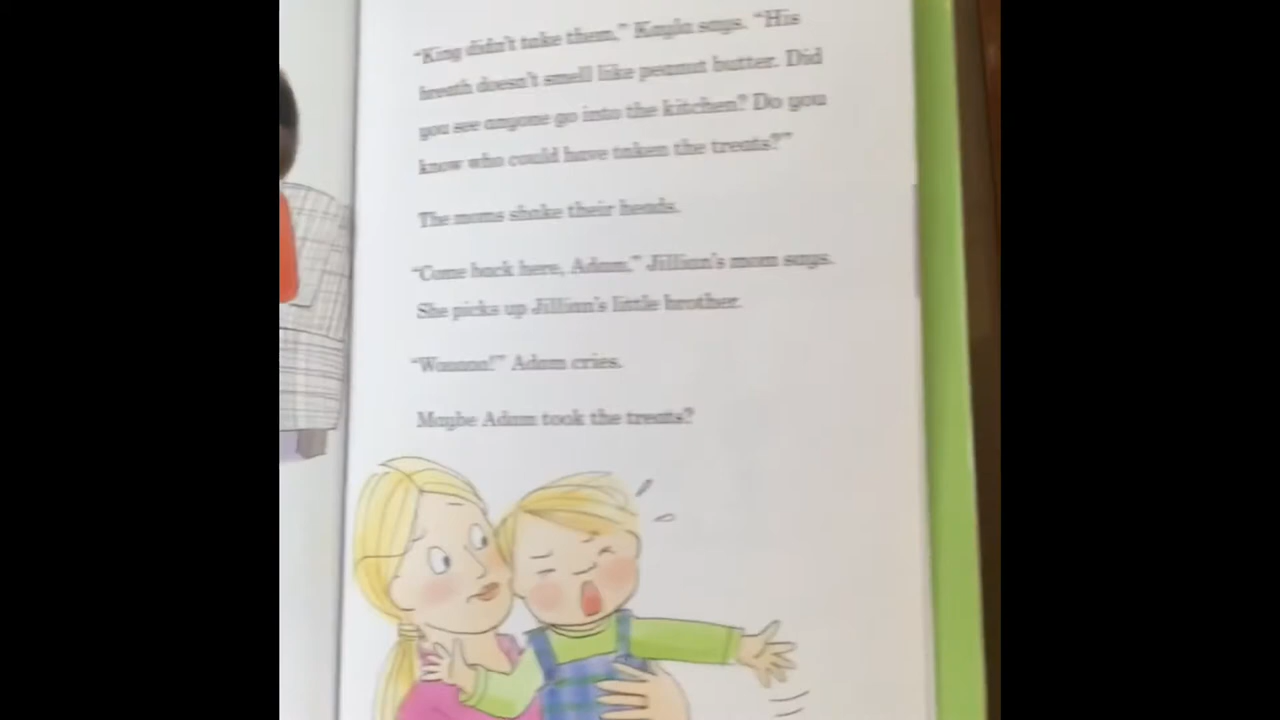 "King didn't take them," Kayla says. "His
breath doesn't smell like peanut butter. Did
you see anyone go into the kitchen? Do you
know who could have taken the treats?"
The moms shake their heads.
"Come back here, Adam." Jillian's mom says.
She picks up Jillian's little brother.
"Waaaaa!" Adam cries.
Maybe Adam took the treats?